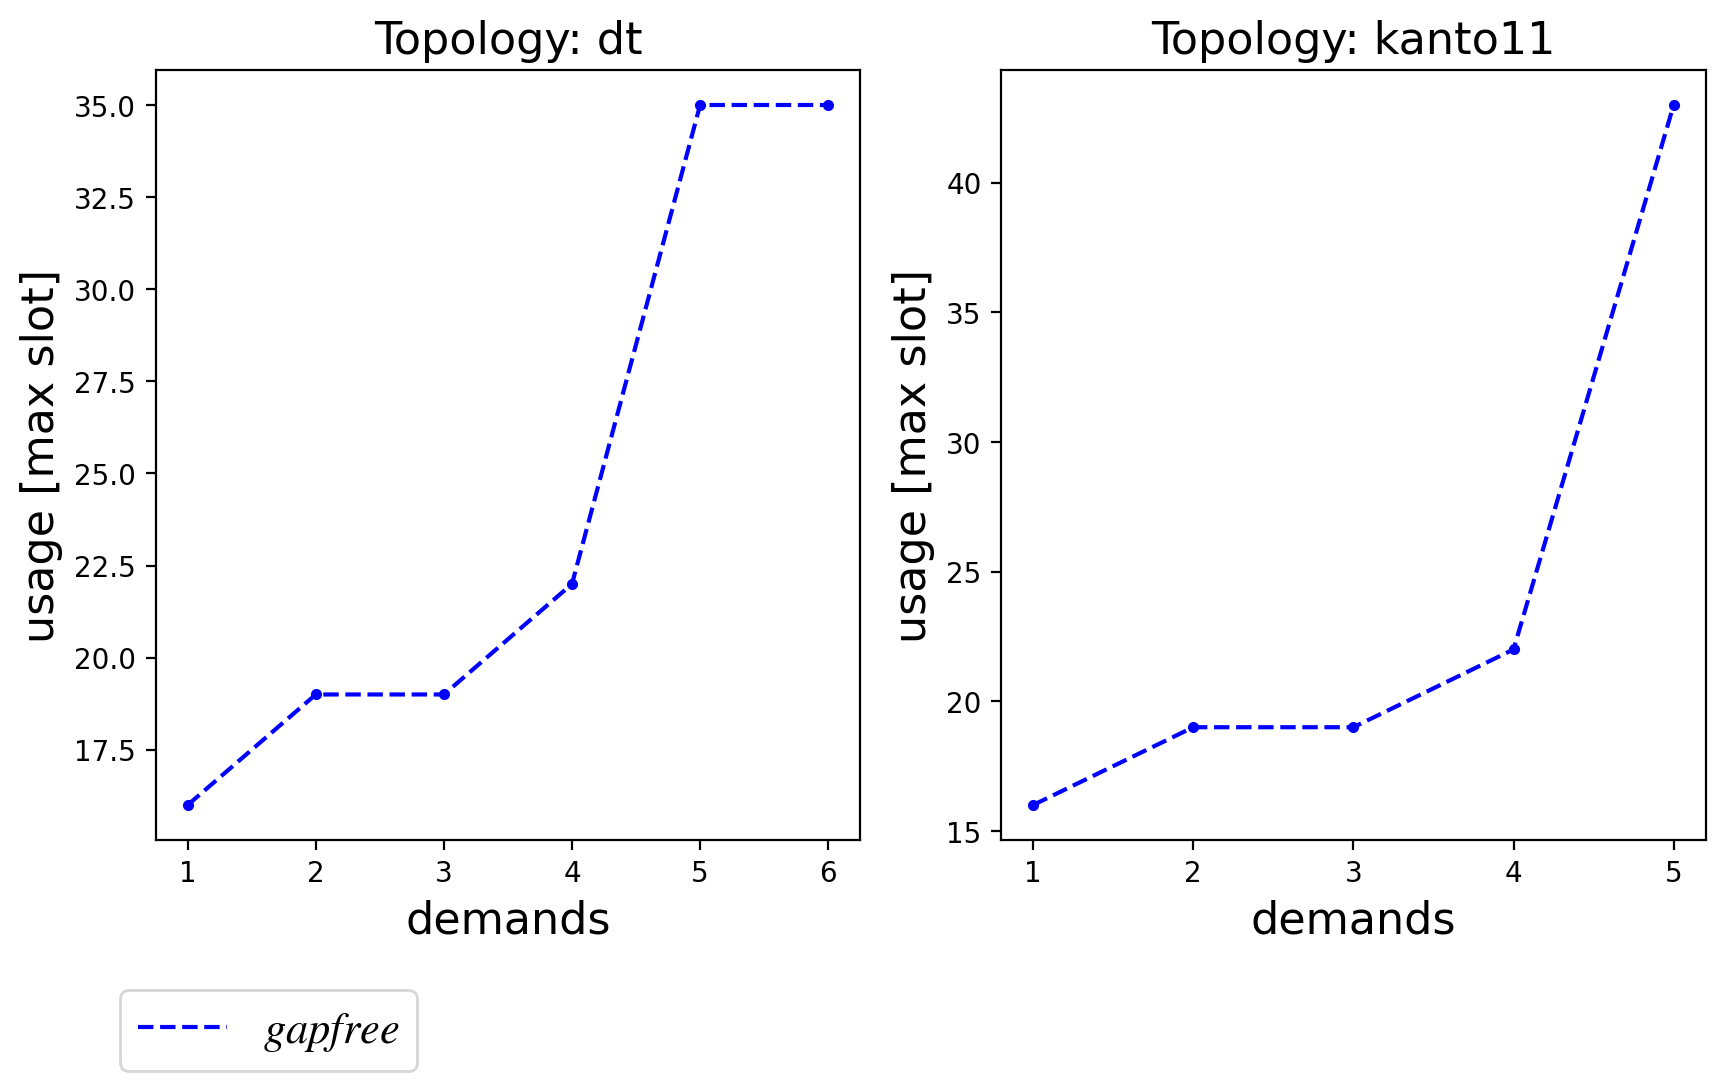 Topology: dt
usage [max slot]
35.0
32.5
30.0
27.5
25.0
22.5
20.0
17.5
1 2 3 4 5 6
demands
Topology: kanto11
usage [max slot]
40
35
30
25
20
15
1 2 3 4 5
demands
gapfree